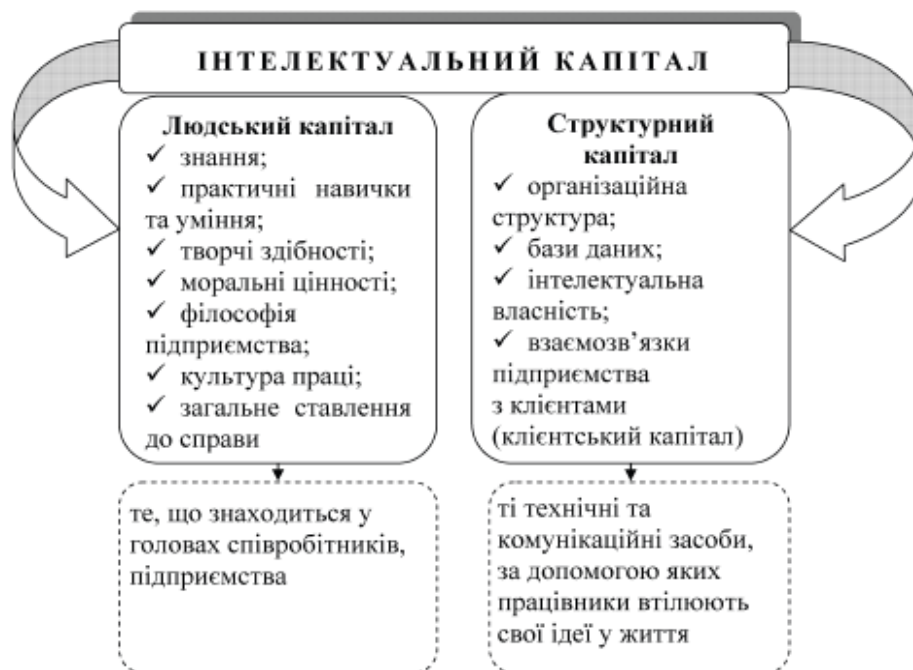 ІНТЕЛЕКТУАЛЬНИЙ КАПІТАЛ
Людський капітал
✓ знання;
✓ практичні навички
та уміння;
✓ творчі здібності;
✓ моральні цінності;
✓ філософія
підприємства;
✓ культура праці;
✓ загальне ставлення
до справи
те, що знаходиться у
головах співробітників,
підприємства
Структурний
капітал
✓ організаційна
структура;
✓ бази даних;
✓ інтелектуальна
власність;
✓ взаємозв’язки
підприємства
з клієнтами
(клієнтський капітал)
ті технічні та
комунікаційні засоби,
за допомогою яких
працівники втілюють
свої ідеї у життя